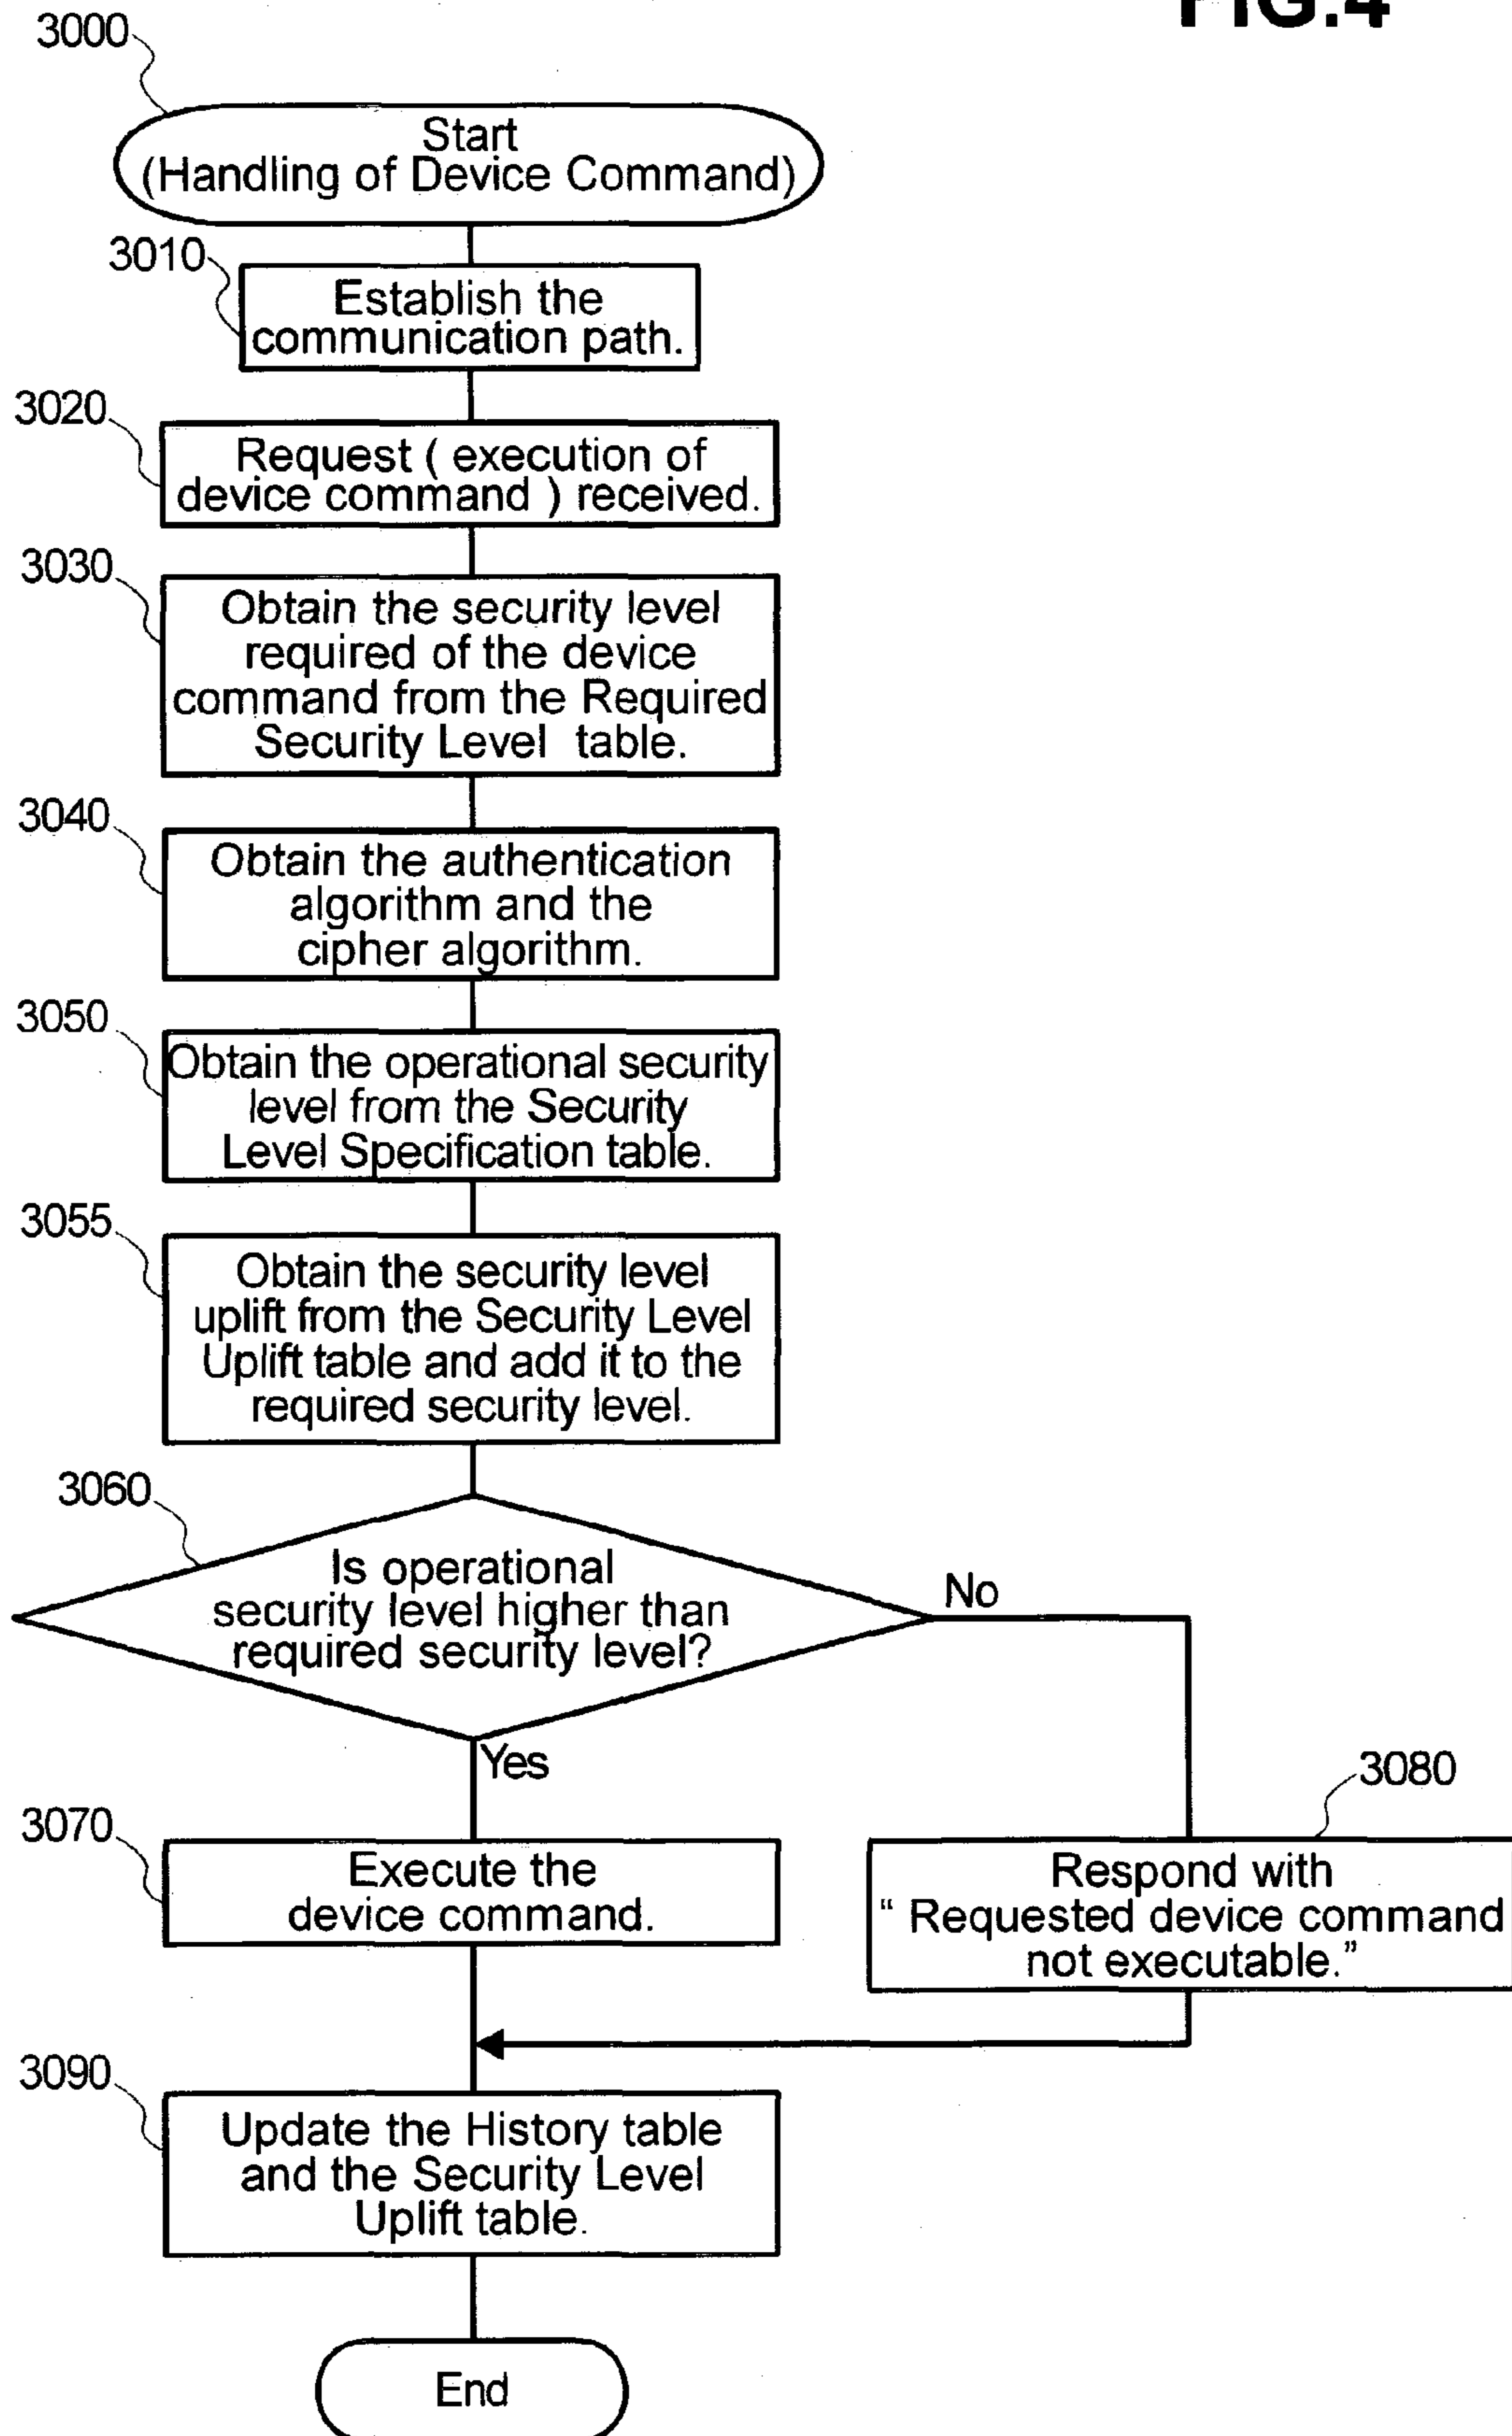 FIG.4
3000
Start
(Handling of Device Command)
3010
Establish the
communication path.
3020
Request ( execution of
device command ) received.
3030
Obtain the security level
required of the device
command from the Required
Security Level table.
3040
Obtain the authentication
algorithm and the
cipher algorithm.
3050
Obtain the operational security
level from the Security
Level Specification table.
3055
Obtain the security level
uplift from the Security Level
Uplift table and add it to the
required security level.
3060
Is operational
security level higher than
required security level?
No
Yes
3080
3070
Execute the
device command.
Respond with
“ Requested device command
not executable.”
3090
Update the History table
and the Security Level
Uplift table.
End